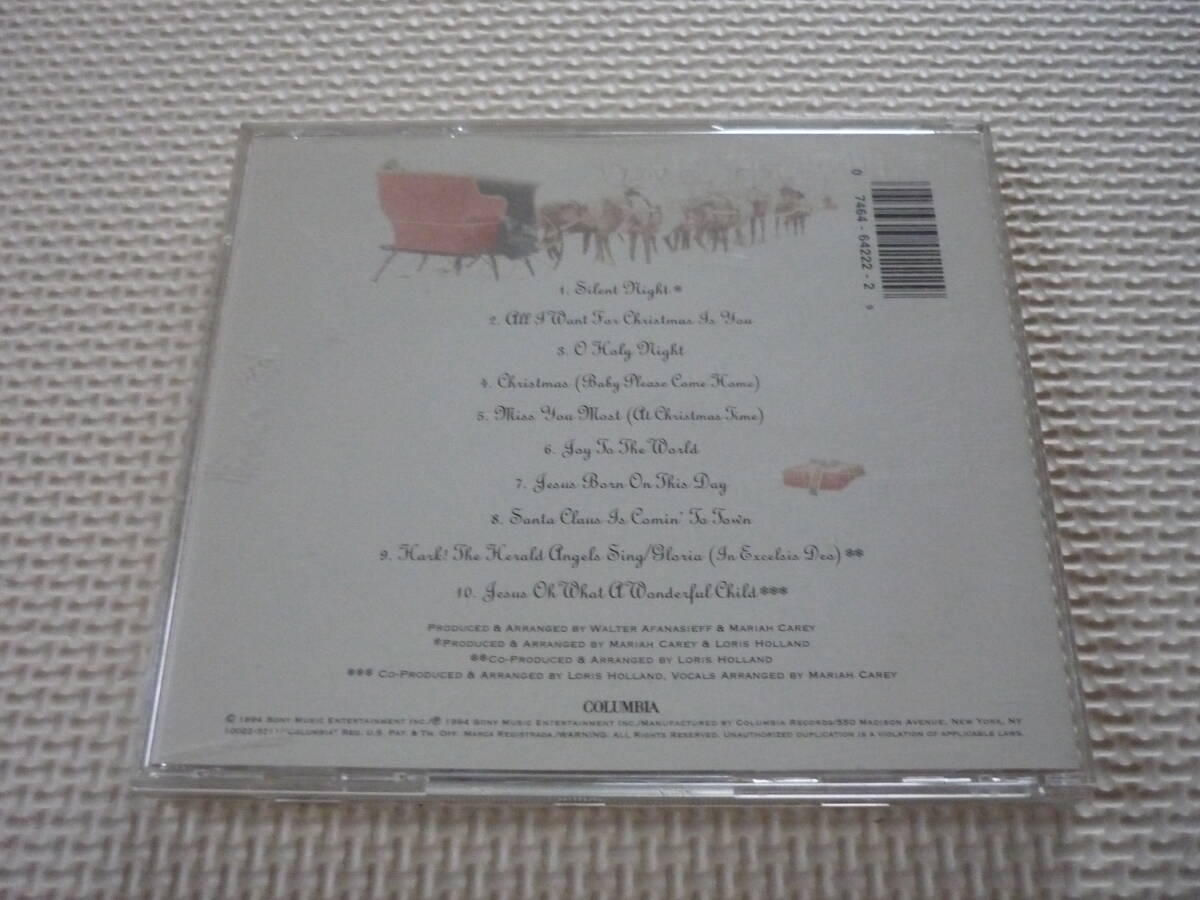 0 7464-64222-2 9
1. Silent Night *
2. All I Want For Christmas Is You
3. O Holy Night
4. Christmas (Baby Please Come Home)
5. Miss You Most (At Christmas Time)
6. Joy To The World
7. Jesus Born On This Day
8. Santa Claus Is Comin' To Town
9. Hark! The Herald Angels Sing/Gloria (In Excelsis Deo) **
10. Jesus Oh What A Wonderful Child ***
PRODUCED & ARRANGED BY WALTER AFANASIEFF & MARIAH CAREY
*PRODUCED & ARRANGED BY MARIAH CAREY & LORIS HOLLAND
**CO-PRODUCED & ARRANGED BY LORIS HOLLAND
*** CO-PRODUCED & ARRANGED BY LORIS HOLLAND, VOCALS ARRANGED BY MARIAH CAREY
COLUMBIA
© 1994 SONY MUSIC ENTERTAINMENT INC./℗ 1994 SONY MUSIC ENTERTAINMENT INC./MANUFACTURED BY COLUMBIA RECORDS/550 MADISON AVENUE, NEW YORK, NY
"COLUMBIA" REG. U.S. PAT. & TM. OFF. MARCA REGISTRADA./WARNING: ALL RIGHTS RESERVED. UNAUTHORIZED DUPLICATION IS A VIOLATION OF APPLICABLE LAWS.